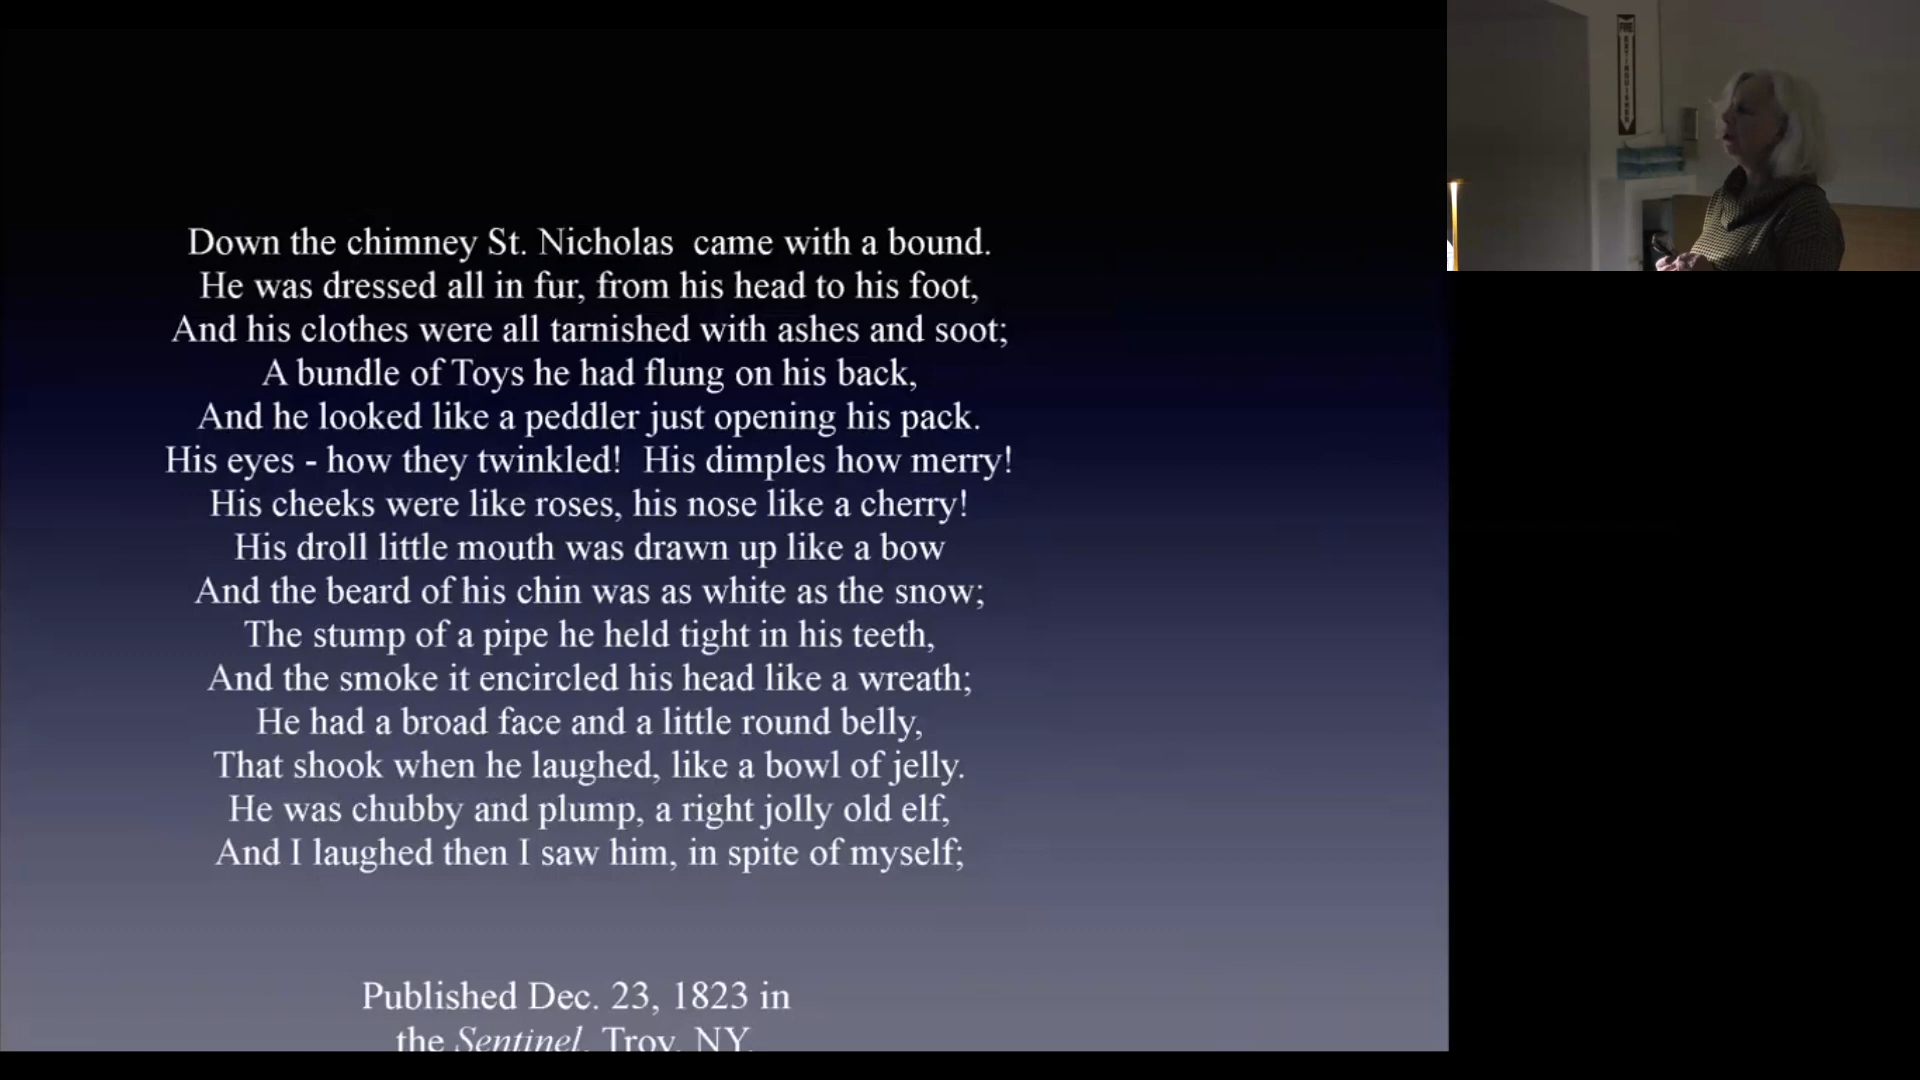 Down the chimney St. Nicholas came with a bound.
He was dressed all in fur, from his head to his foot,
And his clothes were all tarnished with ashes and soot;
A bundle of Toys he had flung on his back,
And he looked like a peddler just opening his pack.
His eyes - how they twinkled! His dimples how merry!
His cheeks were like roses, his nose like a cherry!
His droll little mouth was drawn up like a bow
And the beard of his chin was as white as the snow;
The stump of a pipe he held tight in his teeth,
And the smoke it encircled his head like a wreath;
He had a broad face and a little round belly,
That shook when he laughed, like a bowl of jelly.
He was chubby and plump, a right jolly old elf,
And I laughed then I saw him, in spite of myself;
Published Dec. 23, 1823 in
the Sentinel, Troy, NY.
FIRE EXTINGUISHER